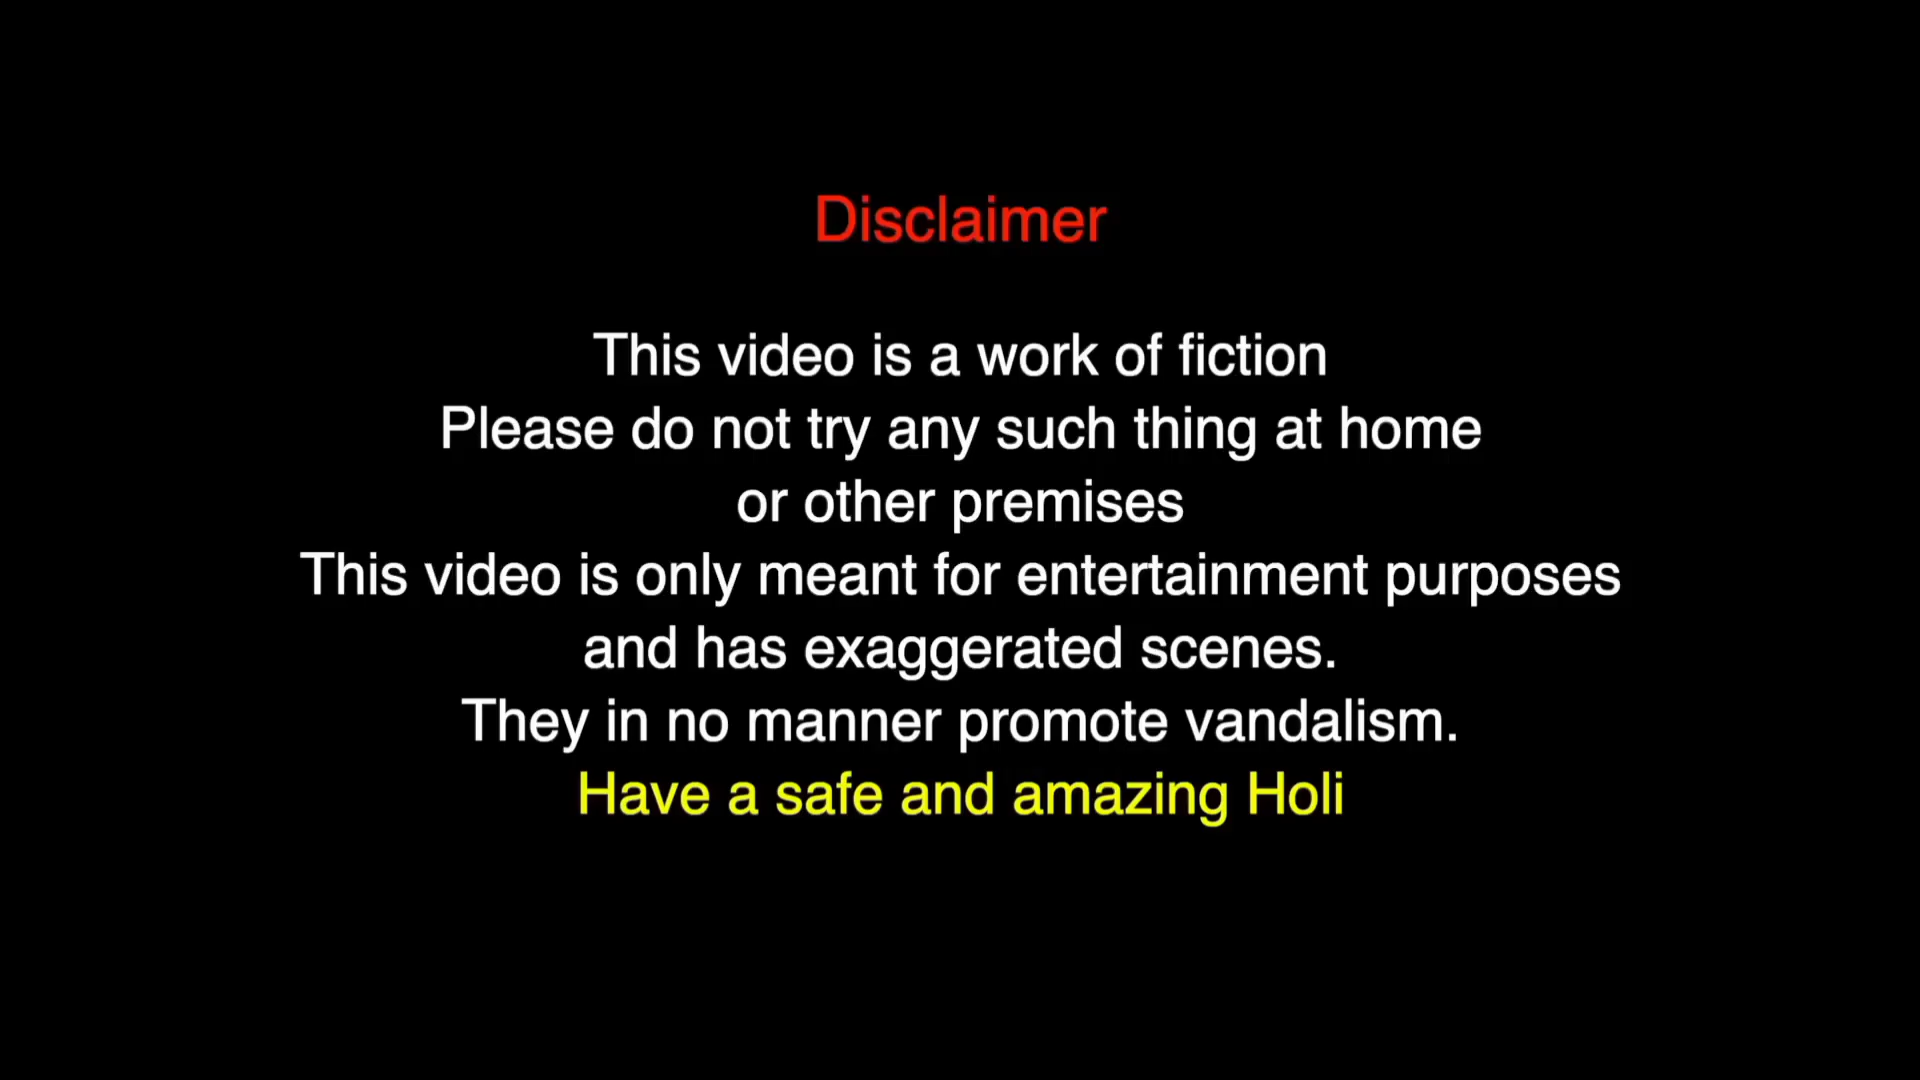 Disclaimer
This video is a work of fiction
Please do not try any such thing at home
or other premises
This video is only meant for entertainment purposes
and has exaggerated scenes.
They in no manner promote vandalism.
Have a safe and amazing Holi